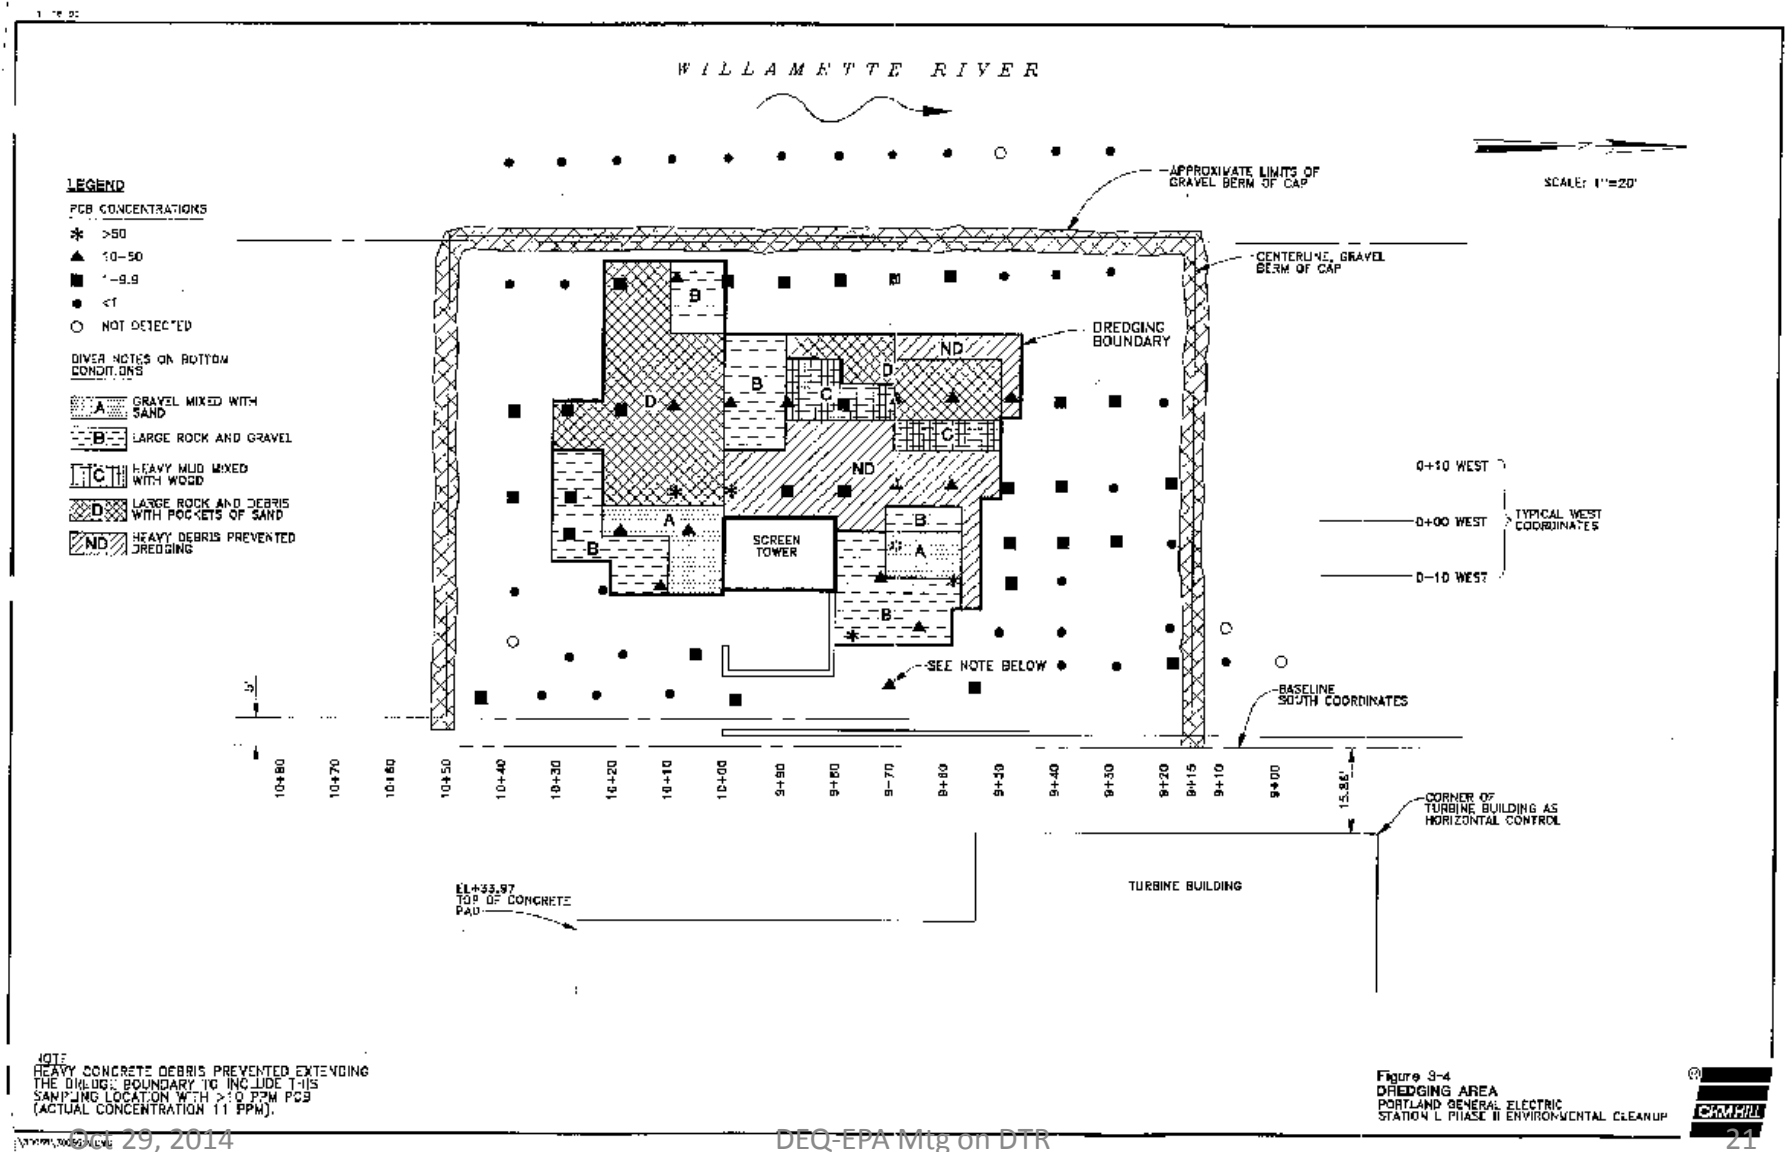 WILLAMETTE RIVER
APPROXIMATE LIMITS OF
GRAVEL BERM OF CAP
SCALE: 1"=20'
LEGEND
PCB CONCENTRATIONS
>50
10-50
1-9.9
<1
NOT DETECTED
DIVER NOTES ON BOTTOM
CONDITIONS
A GRAVEL MIXED WITH
SAND
B LARGE ROCK AND GRAVEL
C HEAVY MUD MIXED
WITH WOOD
D LARGE ROCK AND DEBRIS
WITH POCKETS OF SAND
ND HEAVY DEBRIS PREVENTED
DREDGING
CENTERLINE, GRAVEL
BERM OF CAP
DREDGING
BOUNDARY
B
ND
D
B
C
D
C
ND
A
B
B
A
B
SCREEN
TOWER
0+10 WEST
0+00 WEST
0-10 WEST
TYPICAL WEST
COORDINATES
SEE NOTE BELOW
BASELINE
SOUTH COORDINATES
5'
10+80
10+70
10+60
10+50
10+40
10+30
10+20
10+10
10+00
9+90
9+80
9+70
9+60
9+50
9+40
9+30
9+20
9+15
9+10
9+00
15.86'
CORNER OF
TURBINE BUILDING AS
HORIZONTAL CONTROL
TURBINE BUILDING
EL+33.97
TOP OF CONCRETE
PAD
NOTE
HEAVY CONCRETE DEBRIS PREVENTED EXTENDING
THE DREDGE BOUNDARY TO INCLUDE THIS
SAMPLING LOCATION WITH >10 PPM PCB
(ACTUAL CONCENTRATION 11 PPM).
Figure 3-4
DREDGING AREA
PORTLAND GENERAL ELECTRIC
STATION L PHASE II ENVIRONMENTAL CLEANUP
CH2M HILL
Oct 29, 2014
DEQ-EPA Mtg on DTR
21